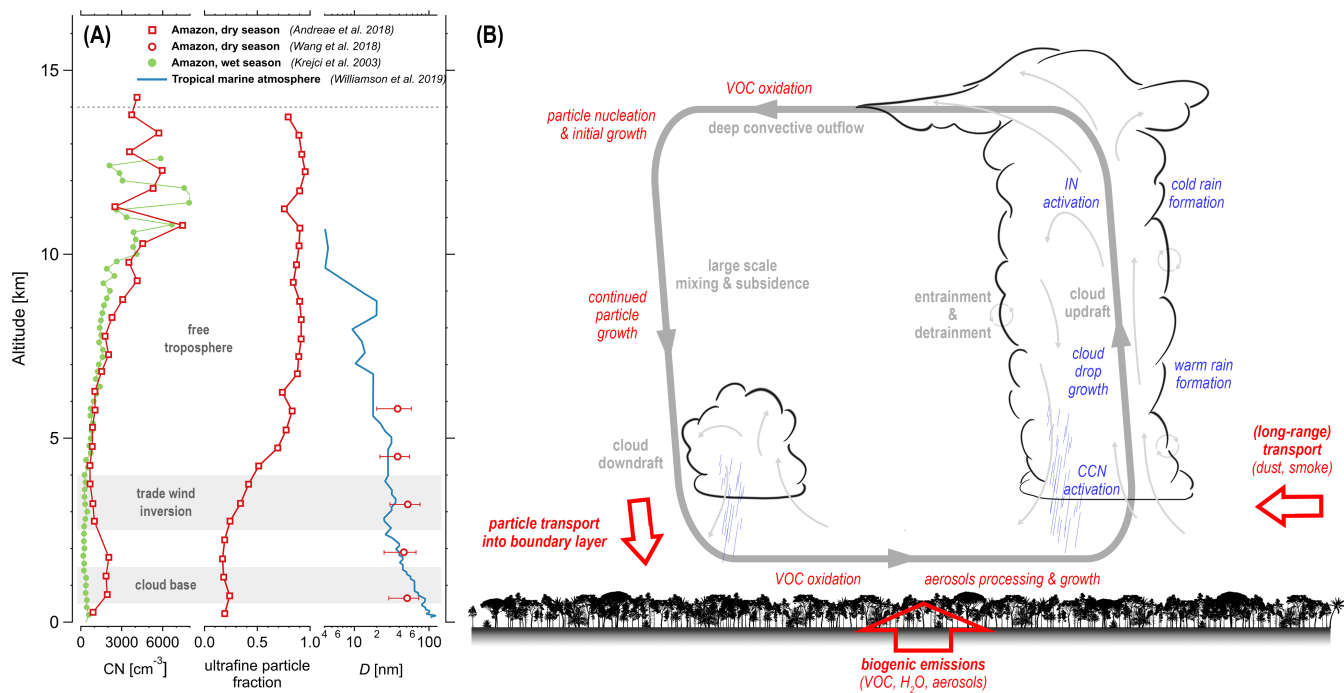 (A)
Amazon, dry season (Andreae et al. 2018)
Amazon, dry season (Wang et al. 2018)
Amazon, wet season (Krejci et al. 2003)
Tropical marine atmosphere (Williamson et al. 2019)
15
10
5
0
Altitude [km]
free
troposphere
trade wind
inversion
cloud base
0 3000 6000
CN [cm⁻³]
0.0 0.5 1.0
ultrafine particle
fraction
4 6 10 2 4 6 100
D [nm]
(B)
VOC oxidation
particle nucleation
& initial growth
deep convective outflow
IN
activation
cold rain
formation
large scale
mixing & subsidence
continued
particle
growth
entrainment
&
detrainment
cloud
updraft
cloud
drop
growth
warm rain
formation
cloud
downdraft
CCN
activation
(long-range)
transport
(dust, smoke)
particle transport
into boundary layer
VOC oxidation
aerosols processing & growth
biogenic emissions
(VOC, H₂O, aerosols)